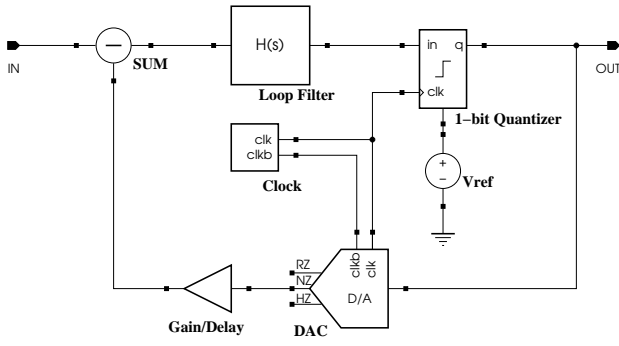 IN
SUM
H(s)
Loop Filter
in
q
clk
1−bit Quantizer
OUT
clk
clkb
Clock
+
−
Vref
clkb
clk
RZ
NZ
HZ
D/A
DAC
Gain/Delay